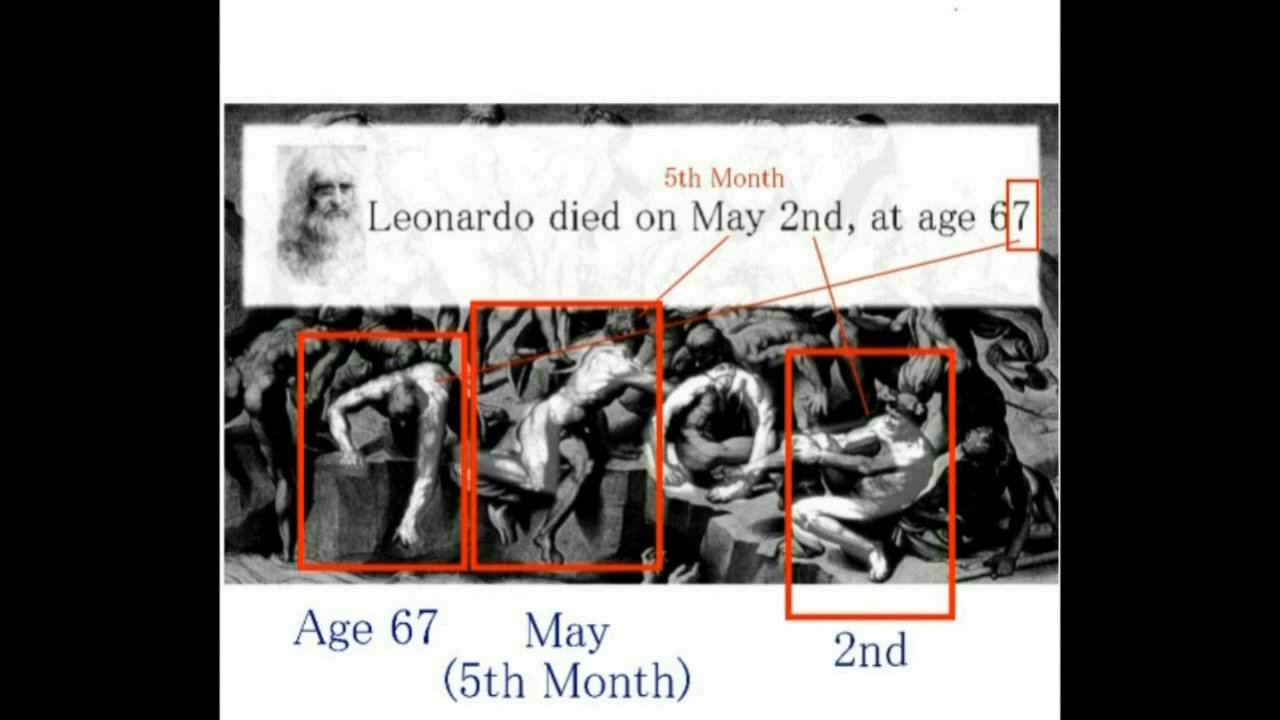 5th Month
Leonardo died on May 2nd, at age 67
Age 67
May
(5th Month)
2nd